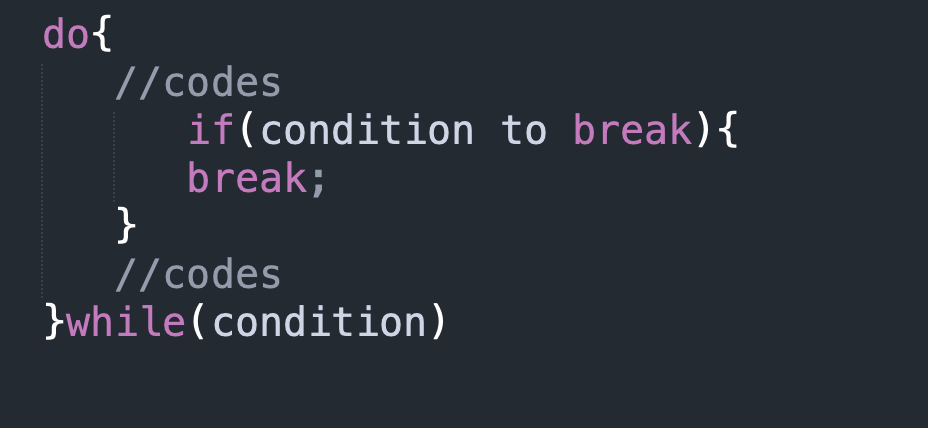 do{
//codes
if(condition to break){
break;
}
//codes
}while(condition)